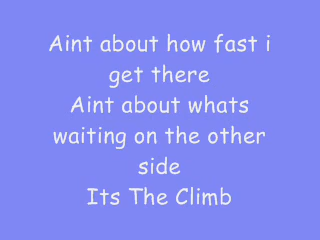 Aint about how fast i
get there
Aint about whats
waiting on the other
side
Its The Climb